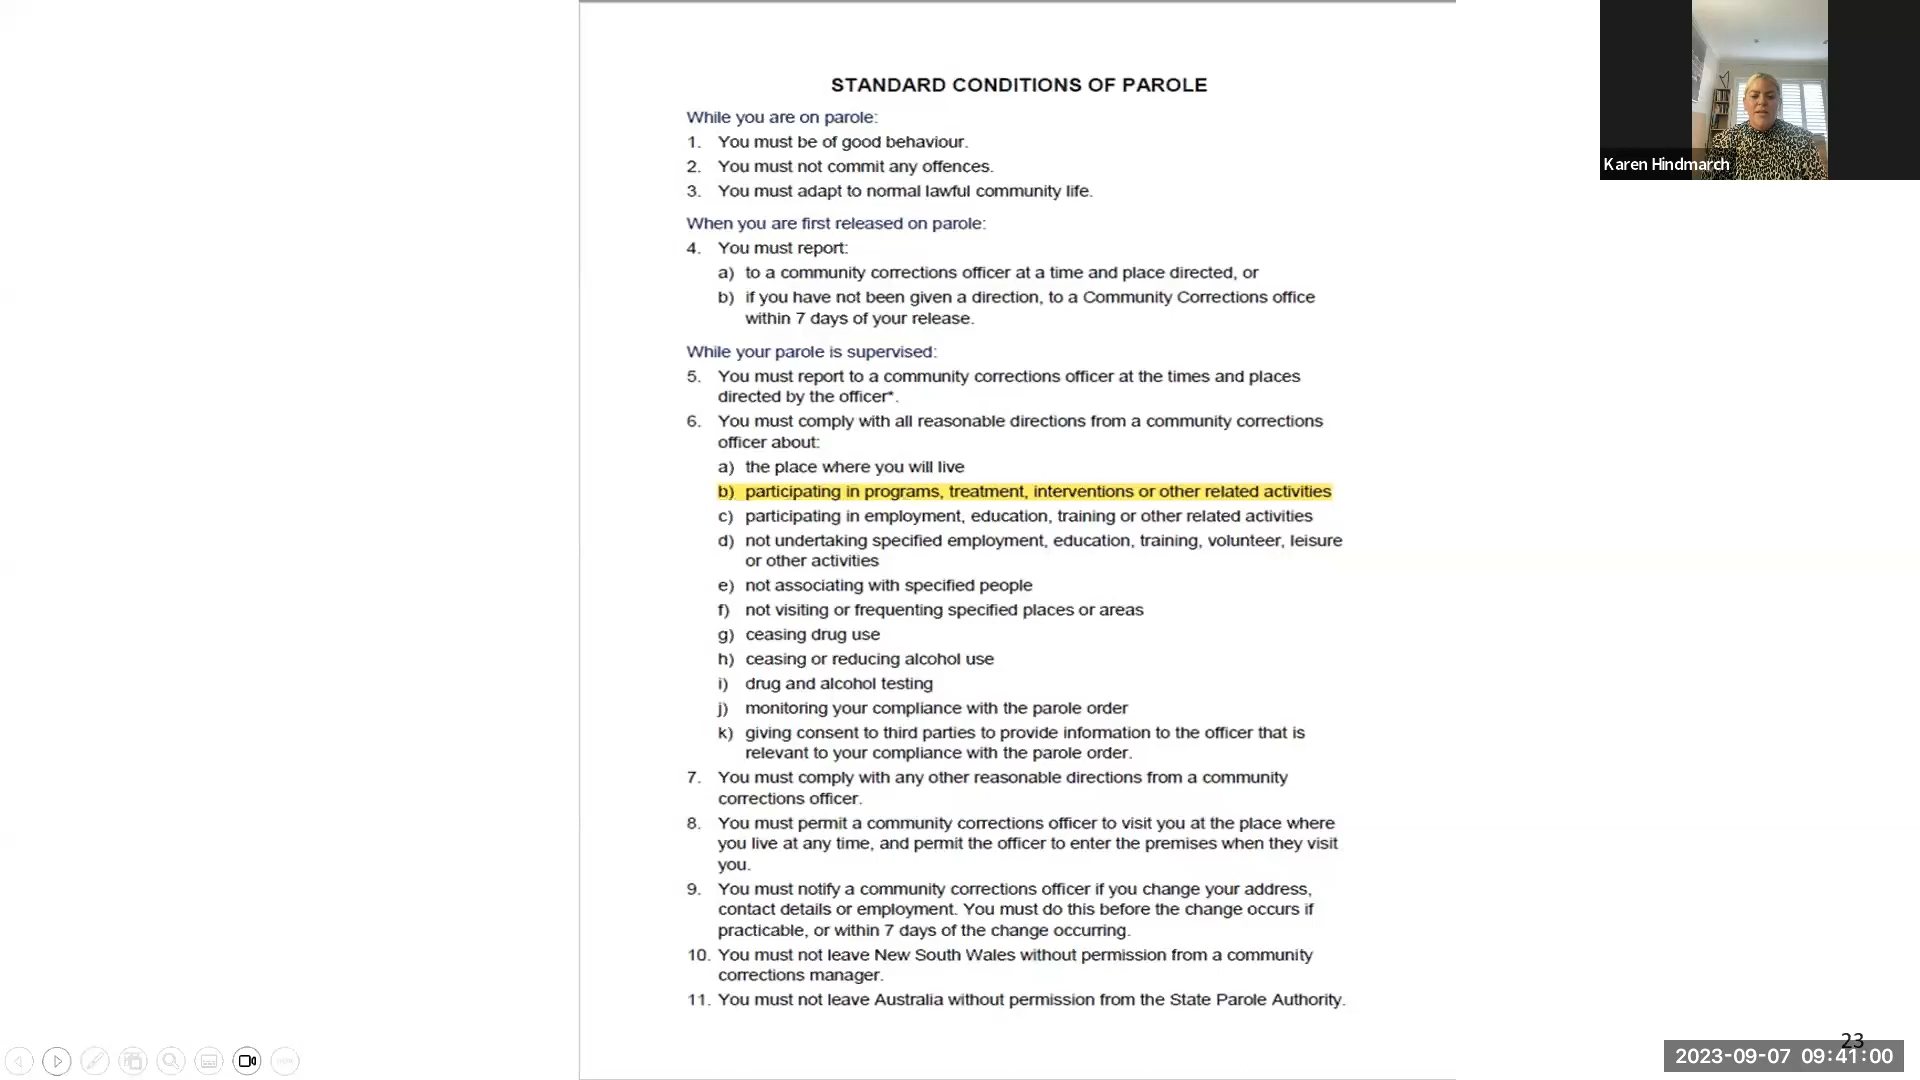 STANDARD CONDITIONS OF PAROLE
While you are on parole:
1. You must be of good behaviour.
2. You must not commit any offences.
3. You must adapt to normal lawful community life.
When you are first released on parole:
4. You must report:
a) to a community corrections officer at a time and place directed, or
b) if you have not been given a direction, to a Community Corrections office
within 7 days of your release.
While your parole is supervised:
5. You must report to a community corrections officer at the times and places
directed by the officer*.
6. You must comply with all reasonable directions from a community corrections
officer about:
a) the place where you will live
b) participating in programs, treatment, interventions or other related activities
c) participating in employment, education, training or other related activities
d) not undertaking specified employment, education, training, volunteer, leisure
or other activities
e) not associating with specified people
f) not visiting or frequenting specified places or areas
g) ceasing drug use
h) ceasing or reducing alcohol use
i) drug and alcohol testing
j) monitoring your compliance with the parole order
k) giving consent to third parties to provide information to the officer that is
relevant to your compliance with the parole order.
7. You must comply with any other reasonable directions from a community
corrections officer.
8. You must permit a community corrections officer to visit you at the place where
you live at any time, and permit the officer to enter the premises when they visit
you.
9. You must notify a community corrections officer if you change your address,
contact details or employment. You must do this before the change occurs if
practicable, or within 7 days of the change occurring.
10. You must not leave New South Wales without permission from a community
corrections manager.
11. You must not leave Australia without permission from the State Parole Authority.
Karen Hindmarch
23
2023-09-07 09:41:00